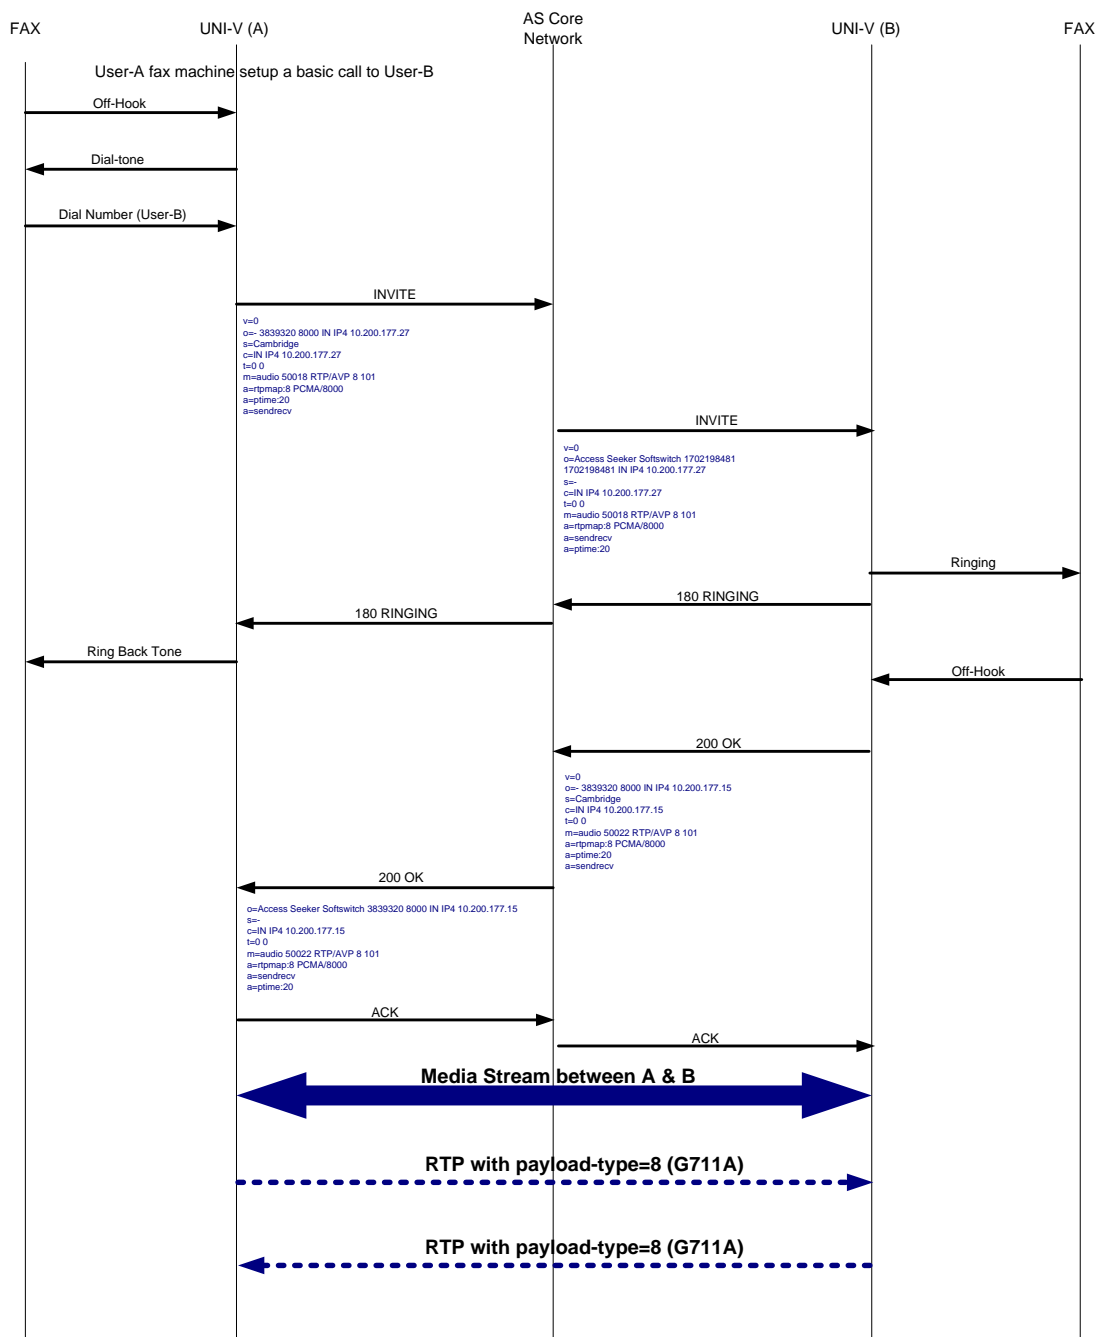 FAX
UNI-V (A)
AS Core
Network
UNI-V (B)
FAX
User-A fax machine setup a basic call to User-B
Off-Hook
Dial-tone
Dial Number (User-B)
INVITE
v=0
o=- 3839320 8000 IN IP4 10.200.177.27
s=Cambridge
c=IN IP4 10.200.177.27
t=0 0
m=audio 50018 RTP/AVP 8 101
a=rtpmap:8 PCMA/8000
a=ptime:20
a=sendrecv
INVITE
v=0
o=Access Seeker Softswitch 1702198481
1702198481 IN IP4 10.200.177.27
s=-
c=IN IP4 10.200.177.27
t=0 0
m=audio 50018 RTP/AVP 8 101
a=rtpmap:8 PCMA/8000
a=sendrecv
a=ptime:20
Ringing
180 RINGING
180 RINGING
Ring Back Tone
Off-Hook
200 OK
v=0
o=- 3839320 8000 IN IP4 10.200.177.15
s=Cambridge
c=IN IP4 10.200.177.15
t=0 0
m=audio 50022 RTP/AVP 8 101
a=rtpmap:8 PCMA/8000
a=ptime:20
a=sendrecv
200 OK
o=Access Seeker Softswitch 3839320 8000 IN IP4 10.200.177.15
s=-
c=IN IP4 10.200.177.15
t=0 0
m=audio 50022 RTP/AVP 8 101
a=rtpmap:8 PCMA/8000
a=sendrecv
a=ptime:20
ACK
ACK
Media Stream between A & B
RTP with payload-type=8 (G711A)
RTP with payload-type=8 (G711A)